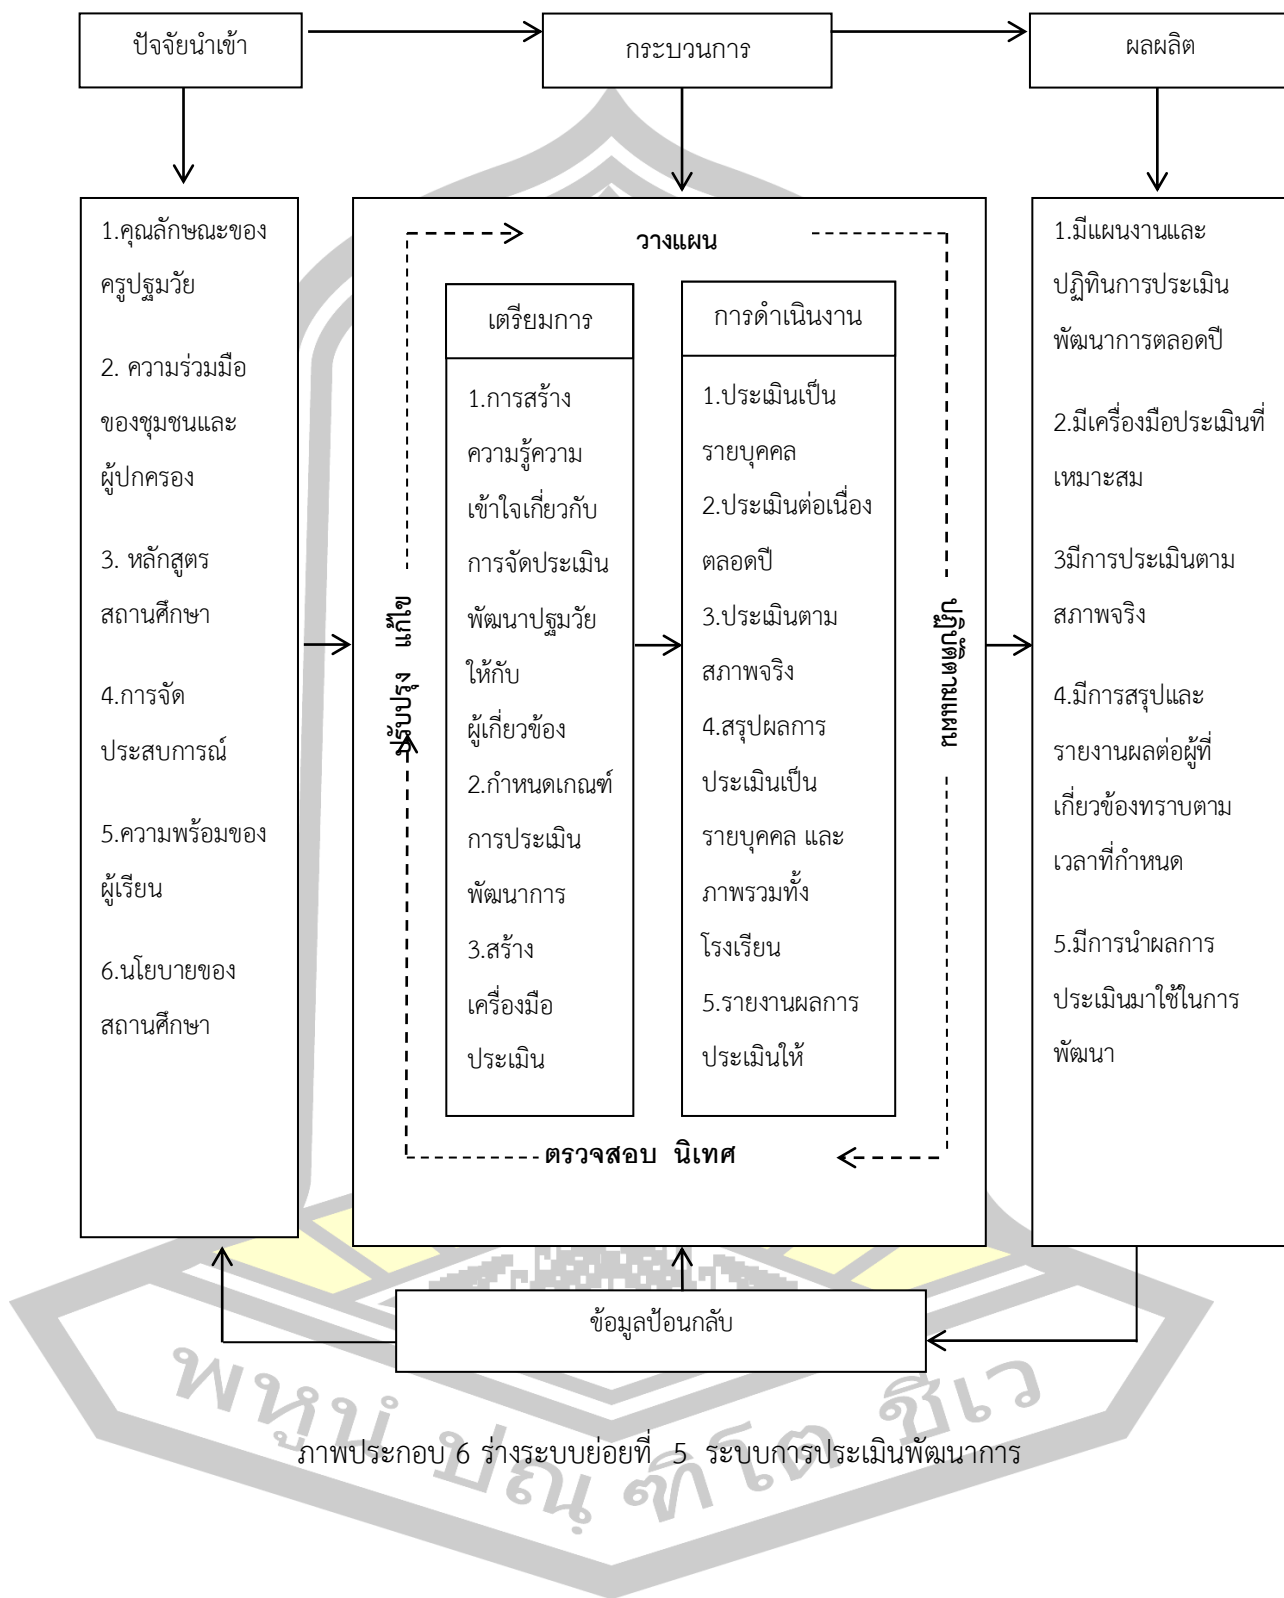 ปัจจัยนำเข้า
กระบวนการ
ผลผลิต
1.คุณลักษณะของ
ครูปฐมวัย
2. ความร่วมมือ
ของชุมชนและ
ผู้ปกครอง
3. หลักสูตร
สถานศึกษา
4.การจัด
ประสบการณ์
5.ความพร้อมของ
ผู้เรียน
6.นโยบายของ
สถานศึกษา
วางแผน
ปรับปรุง แก้ไข
เตรียมการ
1.การสร้าง
ความรู้ความ
เข้าใจเกี่ยวกับ
การจัดประเมิน
พัฒนาปฐมวัย
ให้กับ
ผู้เกี่ยวข้อง
2.กำหนดเกณฑ์
การประเมิน
พัฒนาการ
3.สร้าง
เครื่องมือ
ประเมิน
การดำเนินงาน
1.ประเมินเป็น
รายบุคคล
2.ประเมินต่อเนื่อง
ตลอดปี
3.ประเมินตาม
สภาพจริง
4.สรุปผลการ
ประเมินเป็น
รายบุคคล และ
ภาพรวมทั้ง
โรงเรียน
5.รายงานผลการ
ประเมินให้
ปฏิบัติตามแผน
ตรวจสอบ นิเทศ
1.มีแผนงานและ
ปฏิทินการประเมิน
พัฒนาการตลอดปี
2.มีเครื่องมือประเมินที่
เหมาะสม
3มีการประเมินตาม
สภาพจริง
4.มีการสรุปและ
รายงานผลต่อผู้ที่
เกี่ยวข้องทราบตาม
เวลาที่กำหนด
5.มีการนำผลการ
ประเมินมาใช้ในการ
พัฒนา
ข้อมูลป้อนกลับ
พหูนํ ปณฺฑิโต ชีเว
ภาพประกอบ 6 ร่างระบบย่อยที่ 5 ระบบการประเมินพัฒนาการ